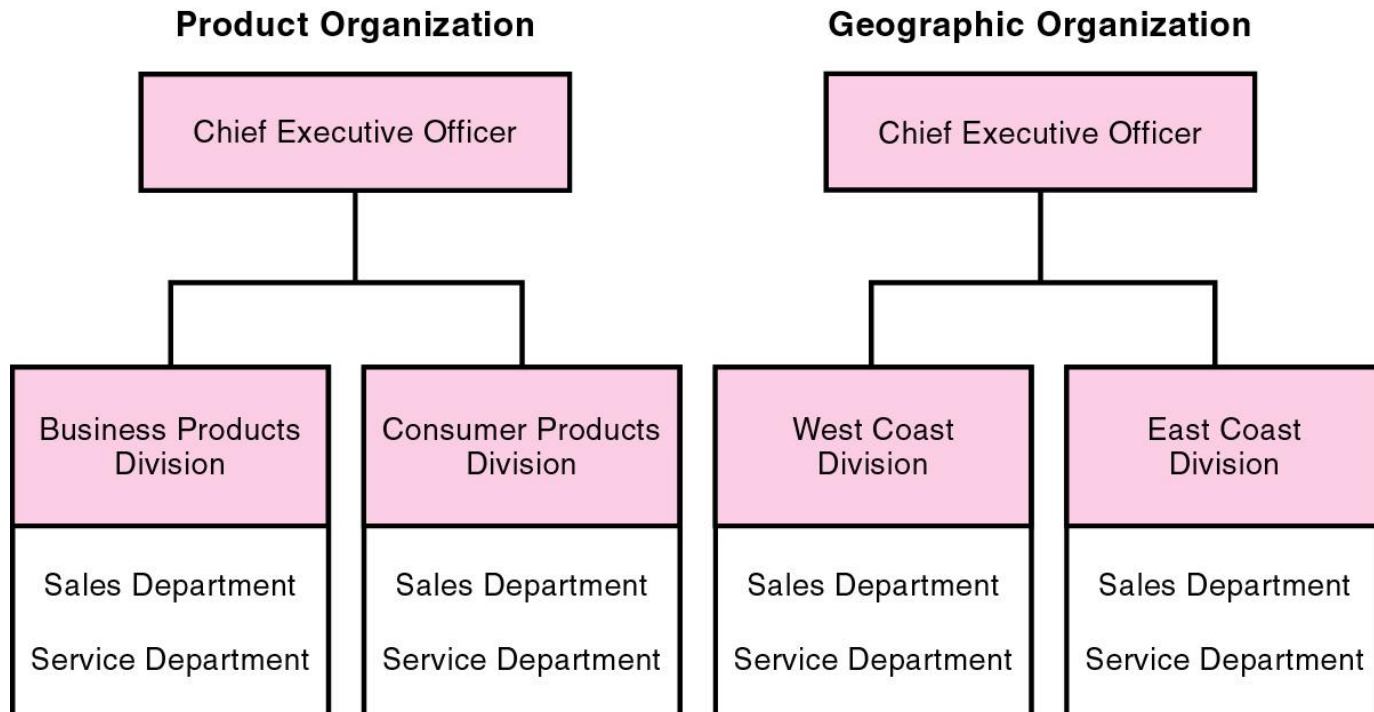 Product Organization
Chief Executive Officer
Business Products
Division
Sales Department
Service Department
Consumer Products
Division
Sales Department
Service Department
Geographic Organization
Chief Executive Officer
West Coast
Division
Sales Department
Service Department
East Coast
Division
Sales Department
Service Department